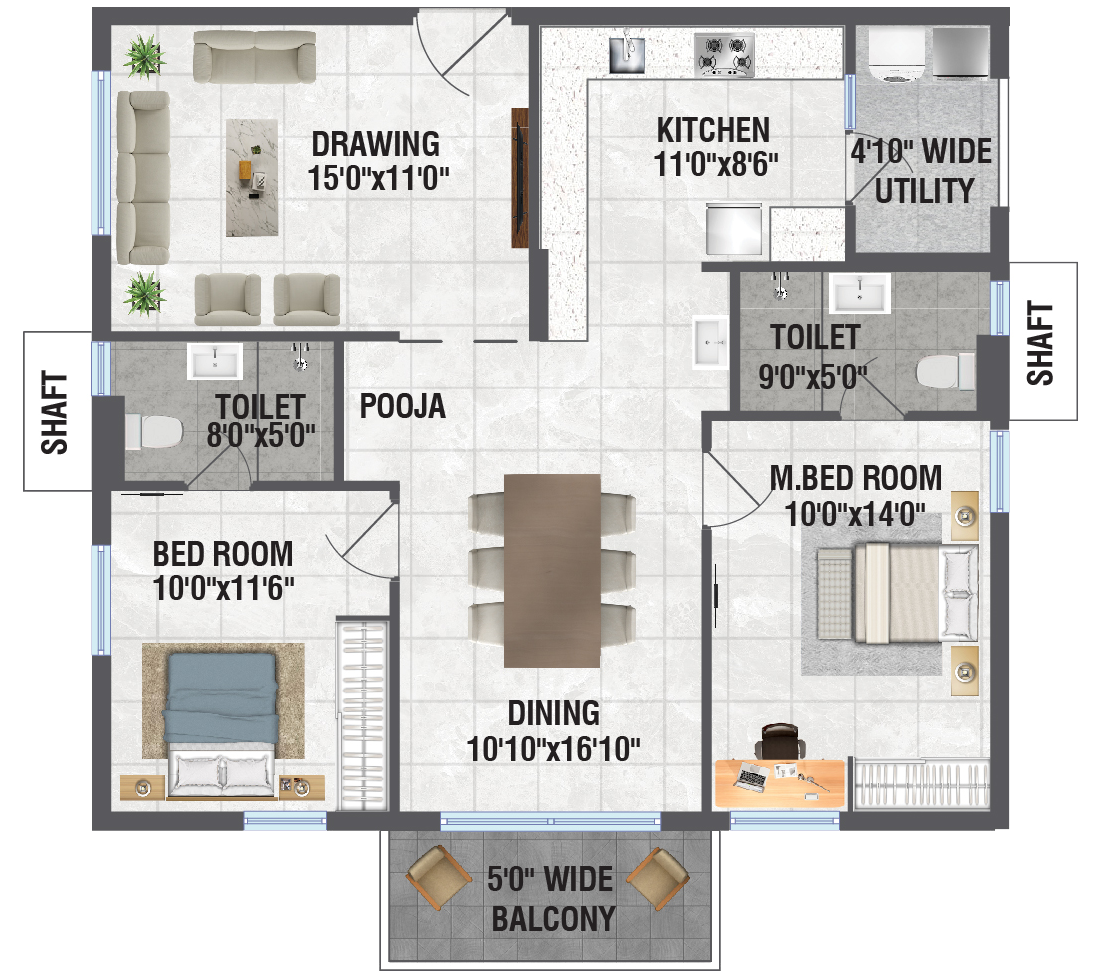 DRAWING
15'0"x11'0"
KITCHEN
11'0"x8'6"
4'10" WIDE
UTILITY
SHAFT
TOILET
8'0"x5'0"
POOJA
TOILET
9'0"x5'0"
SHAFT
BED ROOM
10'0"x11'6"
M.BED ROOM
10'0"x14'0"
DINING
10'10"x16'10"
5'0" WIDE
BALCONY